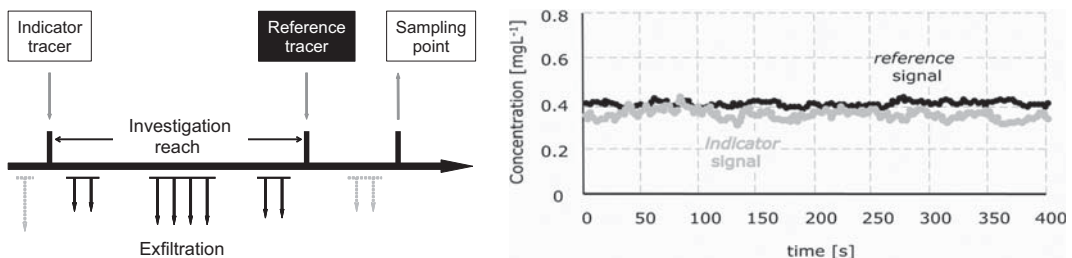 Indicator
tracer
Reference
tracer
Sampling
point
Investigation
reach
Exfiltration
Concentration [mgL-1]
0.8
0.6
0.4
0.2
0
reference
signal
Indicator
signal
0
50
100
150
200
250
300
350
400
time [s]